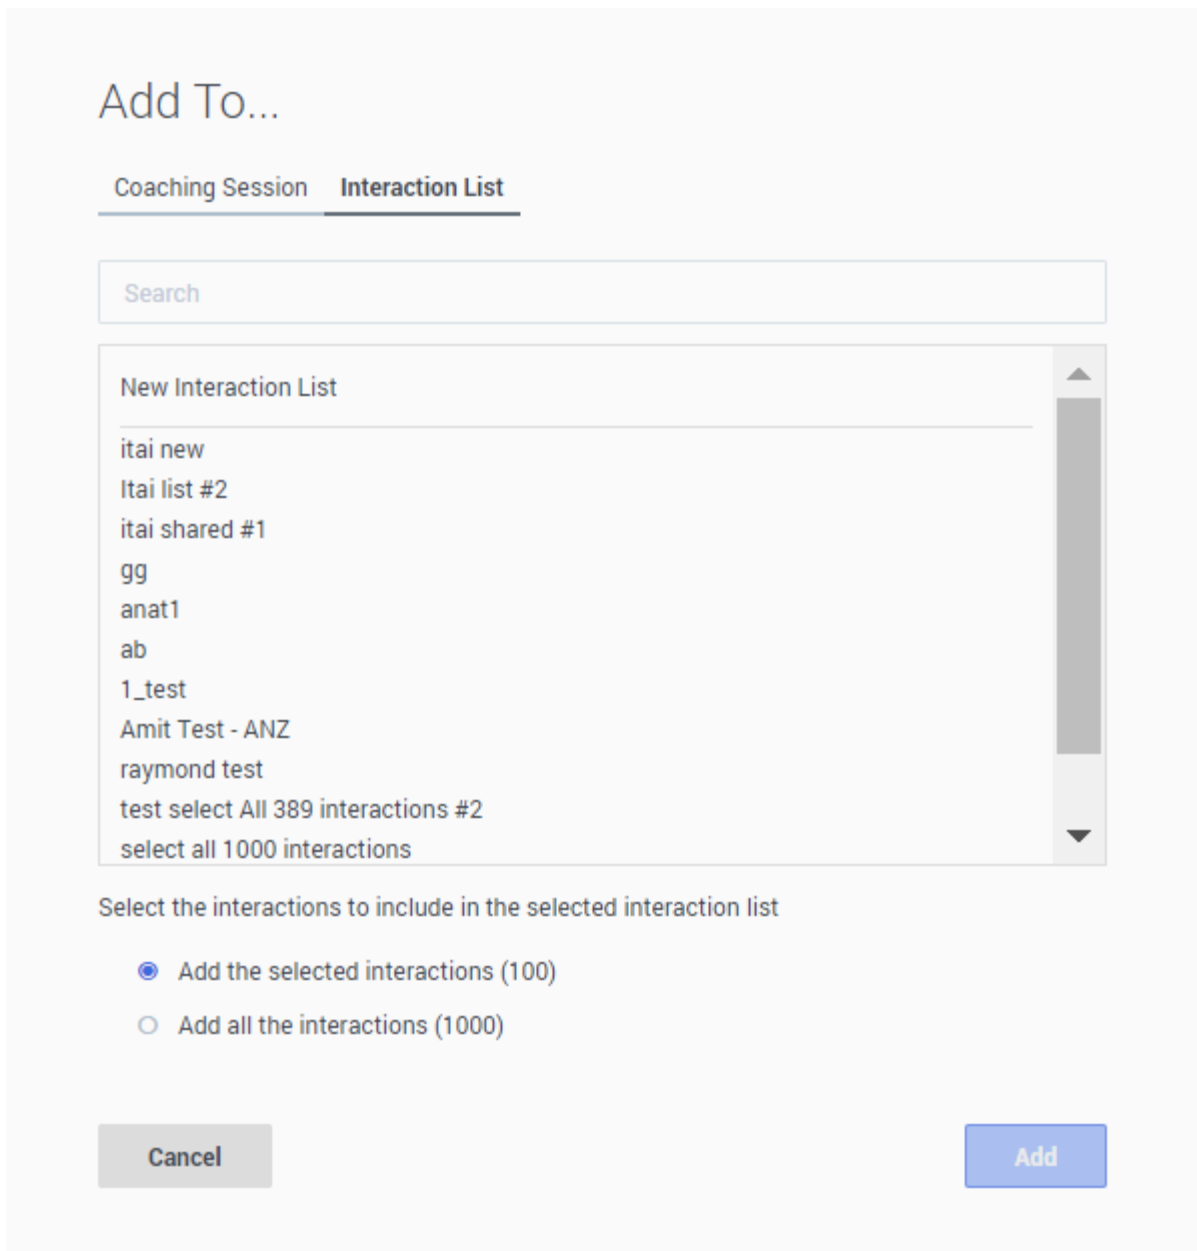 Add To...
Coaching Session Interaction List
Search
New Interaction List
itai new
Itai list #2
itai shared #1
gg
anat1
ab
1_test
Amit Test - ANZ
raymond test
test select All 389 interactions #2
select all 1000 interactions
Select the interactions to include in the selected interaction list
Add the selected interactions (100)
Add all the interactions (1000)
Cancel Add